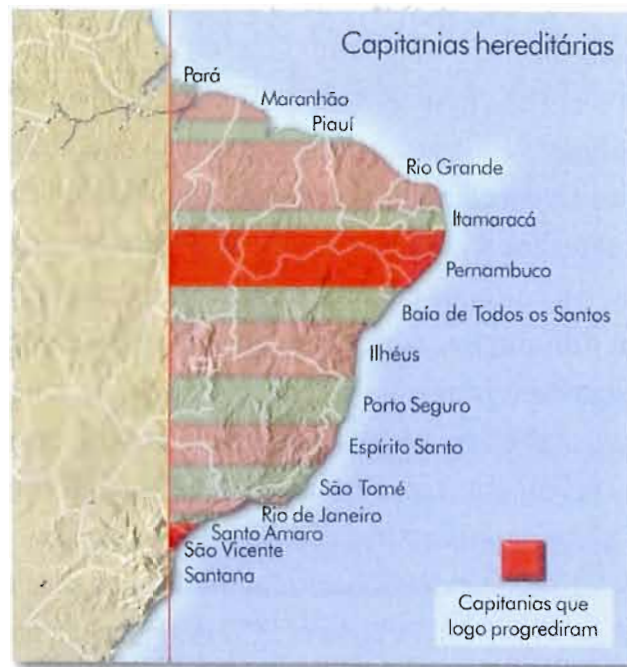 Capitanias hereditárias
Pará
Maranhão
Piauí
Rio Grande
Itamaracá
Pernambuco
Baía de Todos os Santos
Ilhéus
Porto Seguro
Espírito Santo
São Tomé
Rio de Janeiro
Santo Amaro
São Vicente
Santana
Capitanias que
logo progrediram